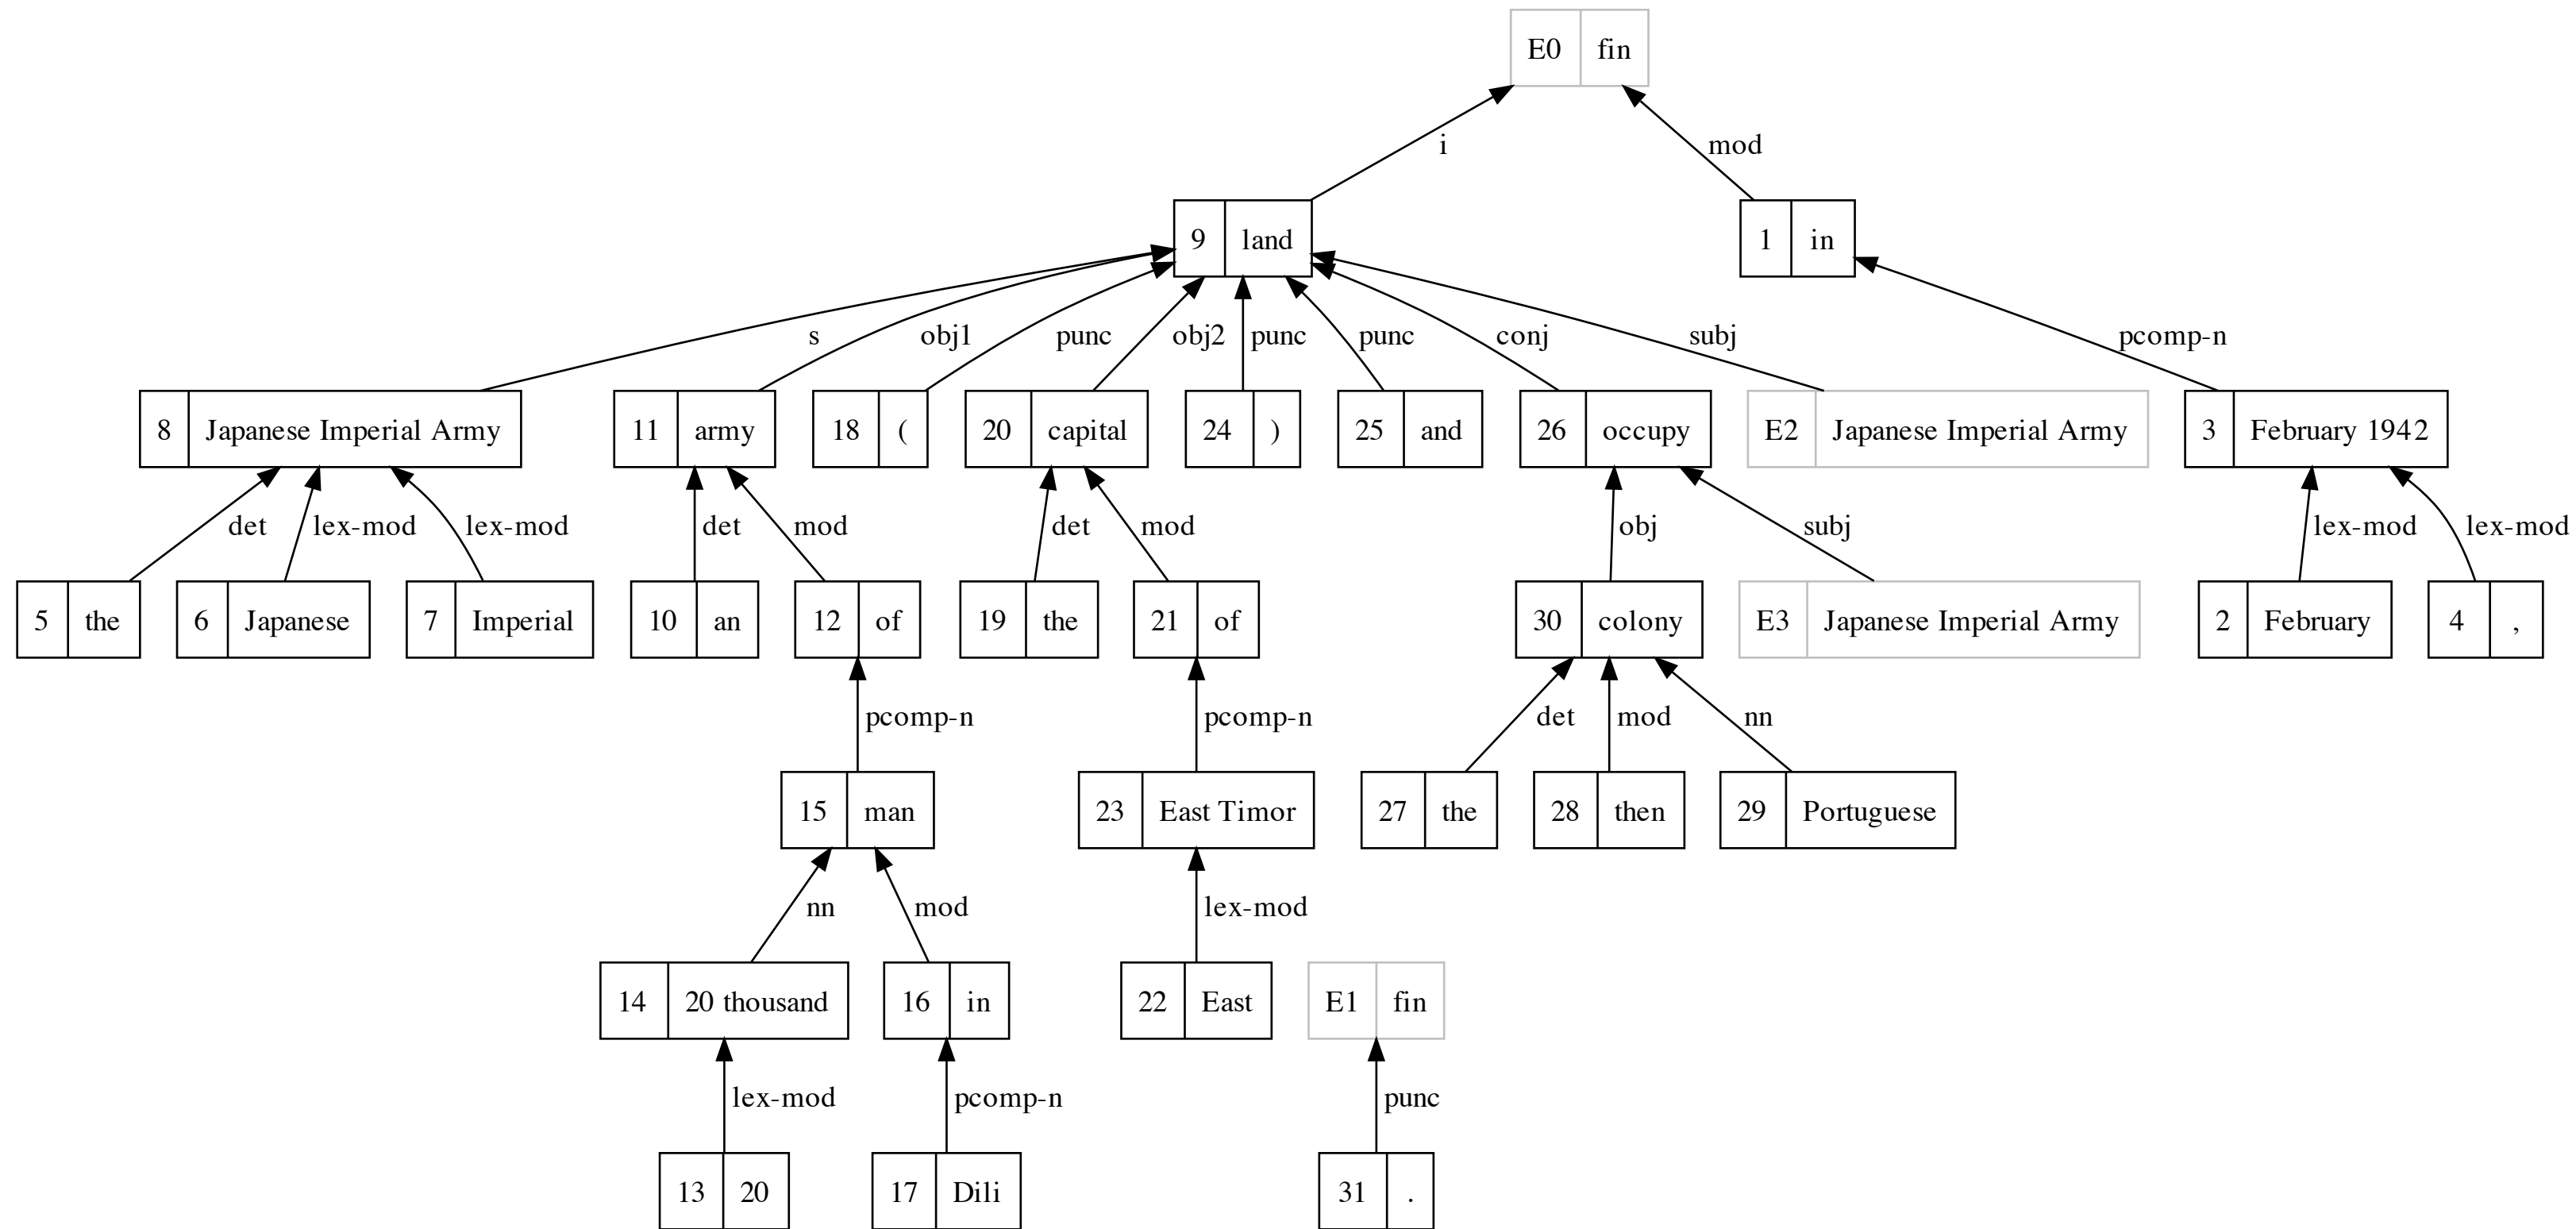 E0 fin
i mod
9 land 1 in
s obj1 punc obj2 punc punc conj subj pcomp-n
8 Japanese Imperial Army 11 army 18 ( 20 capital 24 ) 25 and 26 occupy E2 Japanese Imperial Army 3 February 1942
det lex-mod lex-mod det mod det mod obj subj lex-mod lex-mod
5 the 6 Japanese 7 Imperial 10 an 12 of 19 the 21 of 30 colony E3 Japanese Imperial Army 2 February 4 ,
pcomp-n pcomp-n det mod nn
15 man 23 East Timor 27 the 28 then 29 Portuguese
nn mod lex-mod
14 20 thousand 16 in 22 East E1 fin
lex-mod pcomp-n punc
13 20 17 Dili 31 .